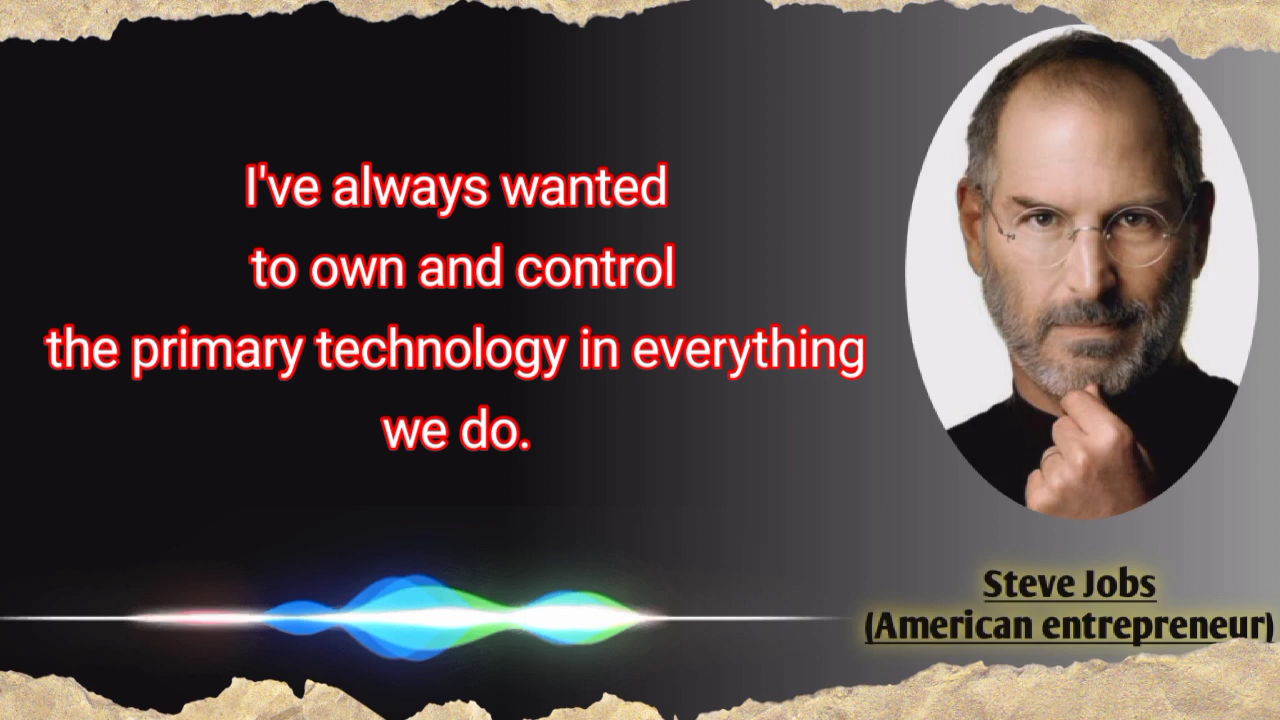 I've always wanted
to own and control
the primary technology in everything
we do.
Steve Jobs
(American entrepreneur)